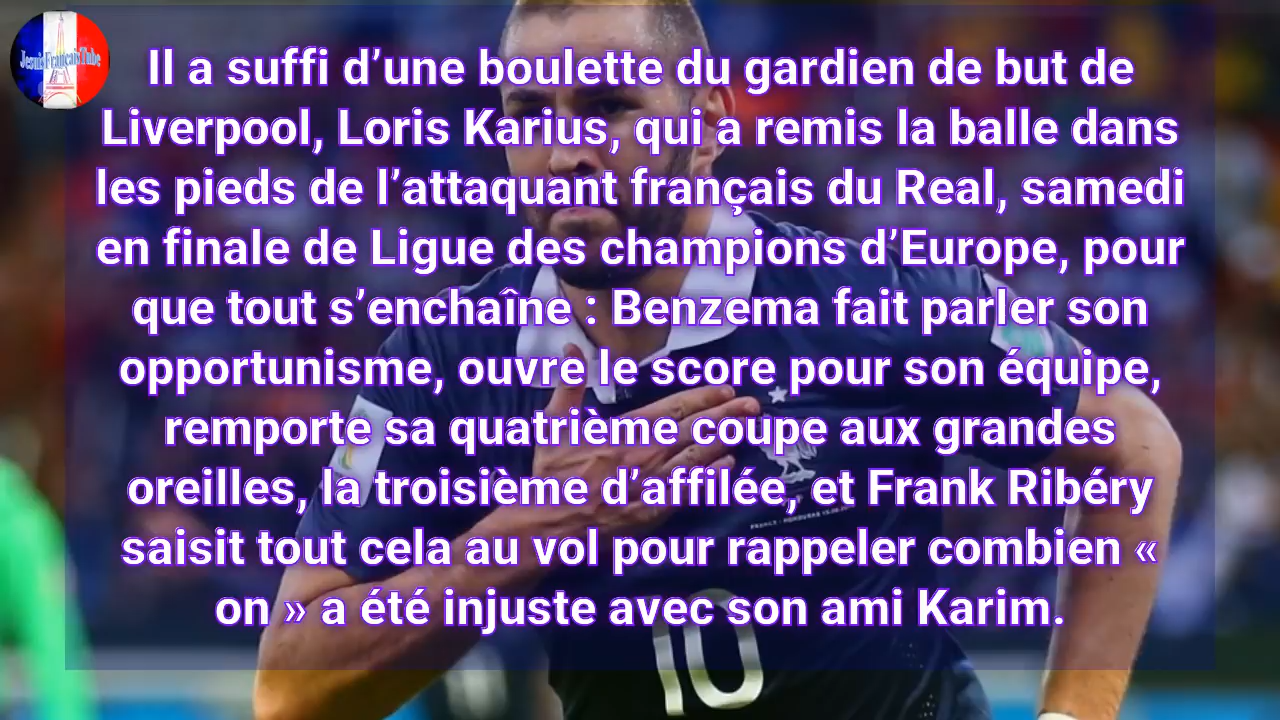 JesuisFrançaisTube
Il a suffi d’une boulette du gardien de but de
Liverpool, Loris Karius, qui a remis la balle dans
les pieds de l’attaquant français du Real, samedi
en finale de Ligue des champions d’Europe, pour
que tout s’enchaîne : Benzema fait parler son
opportunisme, ouvre le score pour son équipe,
remporte sa quatrième coupe aux grandes
oreilles, la troisième d’affilée, et Frank Ribéry
saisit tout cela au vol pour rappeler combien «
on » a été injuste avec son ami Karim.
10